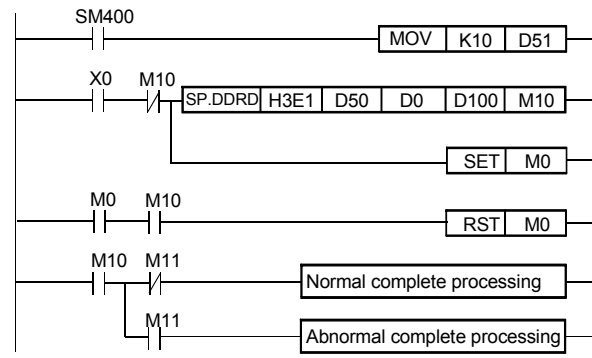 SM400
MOV K10 D51
X0 M10
SP.DDRD H3E1 D50 D0 D100 M10
SET M0
M0 M10
RST M0
M10 M11
Normal complete processing
M11
Abnormal complete processing